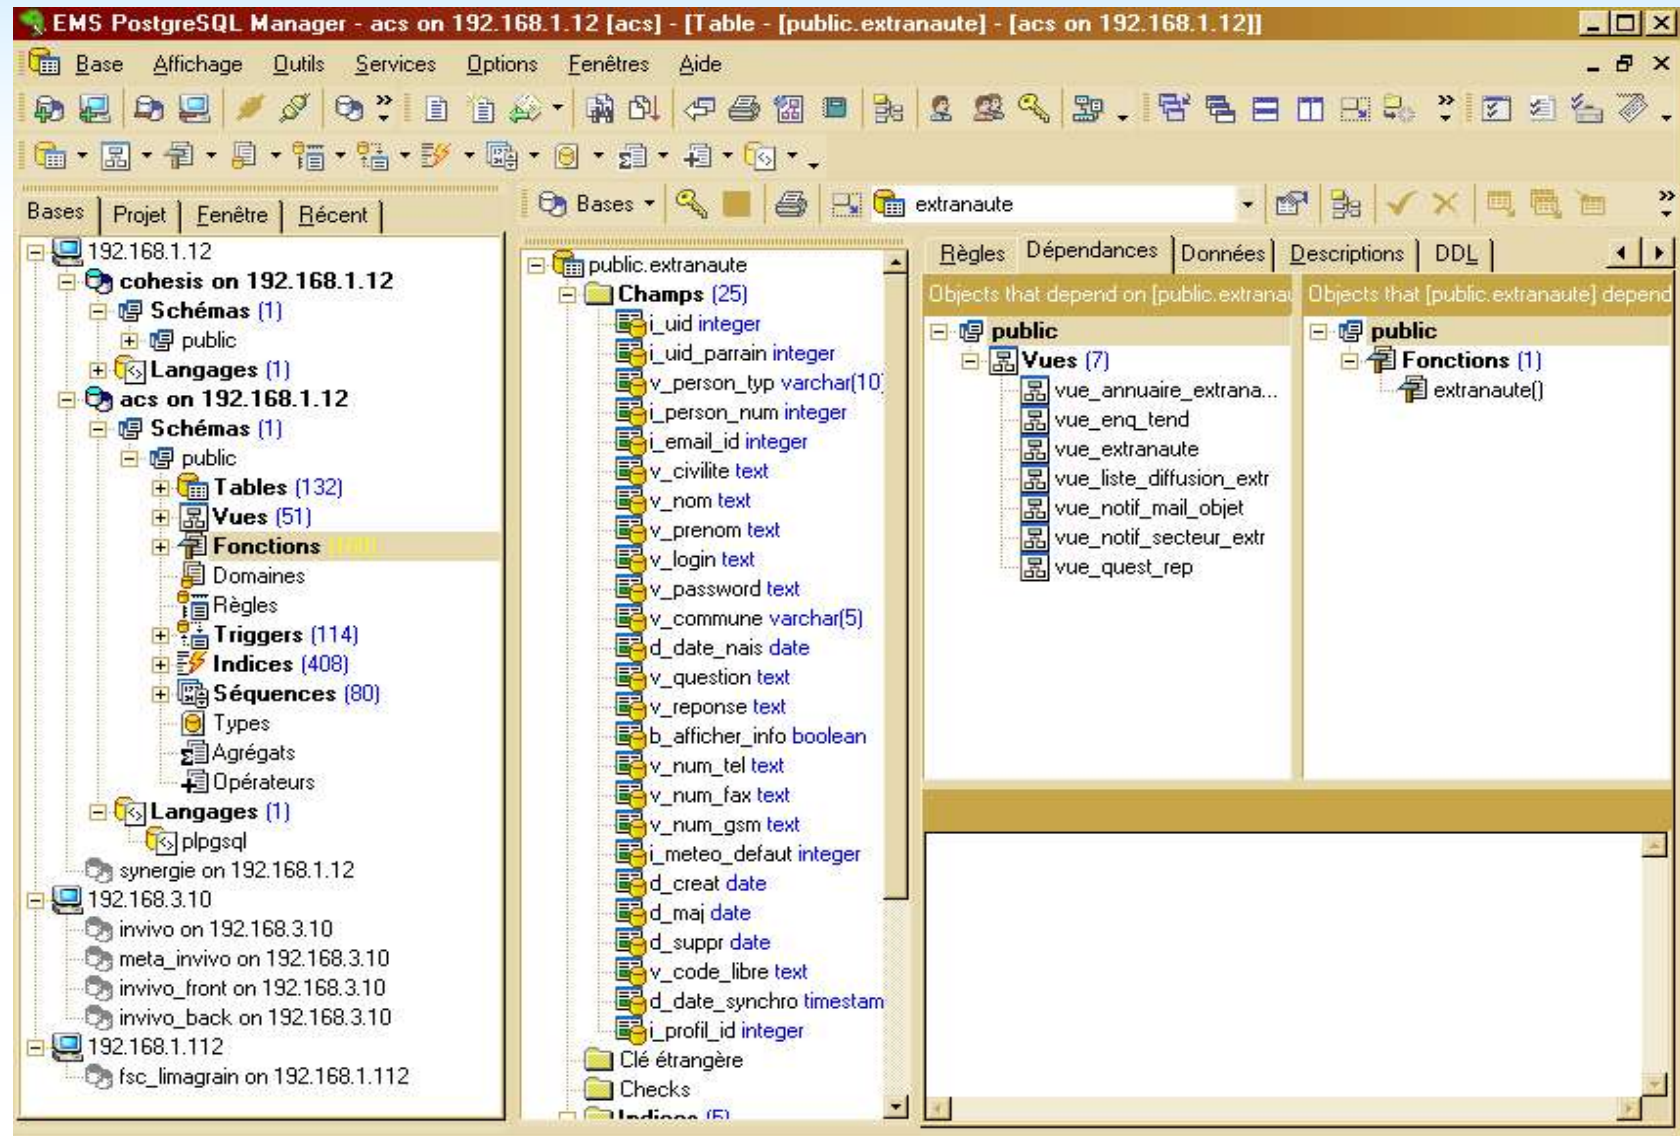 EMS PostgreSQL Manager - acs on 192.168.1.12 [acs] - [Table - [public.extranaute] - [acs on 192.168.1.12]]
Base Affichage Outils Services Options Fenêtres Aide
Bases
extranaute
Bases Projet Fenêtre Récent
192.168.1.12
cohesis on 192.168.1.12
Schémas (1)
public
Langages (1)
acs on 192.168.1.12
Schémas (1)
public
Tables (132)
Vues (51)
Fonctions
Domaines
Règles
Triggers (114)
Indices (408)
Séquences (80)
Types
Agrégats
Opérateurs
Langages (1)
plpgsql
synergie on 192.168.1.12
192.168.3.10
invivo on 192.168.3.10
meta_invivo on 192.168.3.10
invivo_front on 192.168.3.10
invivo_back on 192.168.3.10
192.168.1.112
fsc_limagrain on 192.168.1.112
public.extranaute
Champs (25)
i_uid integer
i_uid_parrain integer
v_person_typ varchar(10)
i_person_num integer
i_email_id integer
v_civilite text
v_nom text
v_prenom text
v_login text
v_password text
v_commune varchar(5)
d_date_nais date
v_question text
v_reponse text
b_afficher_info boolean
v_num_tel text
v_num_fax text
v_num_gsm text
i_meteo_defaut integer
d_creat date
d_maj date
d_suppr date
v_code_libre text
d_date_synchro timestam
i_profil_id integer
Clé étrangère
Checks
Indices (5)
Règles Dépendances Données Descriptions DDL
Objects that depend on [public.extranau
public
Vues (7)
vue_annuaire_extrana...
vue_enq_tend
vue_extranaute
vue_liste_diffusion_extr
vue_notif_mail_objet
vue_notif_secteur_extr
vue_quest_rep
Objects that [public.extranaute] depend
public
Fonctions (1)
extranaute()